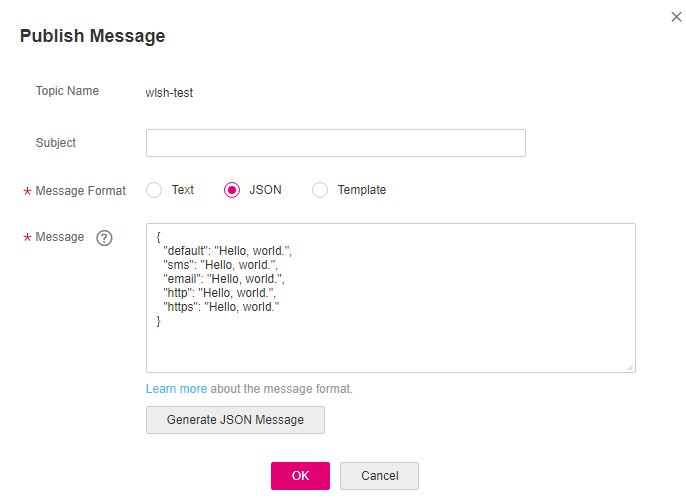 Publish Message
Topic Name wlsh-test
Subject
* Message Format Text JSON Template
* Message ?
{
"default": "Hello, world.",
"sms": "Hello, world.",
"email": "Hello, world.",
"http": "Hello, world.",
"https": "Hello, world."
}
Learn more about the message format.
Generate JSON Message
OK Cancel